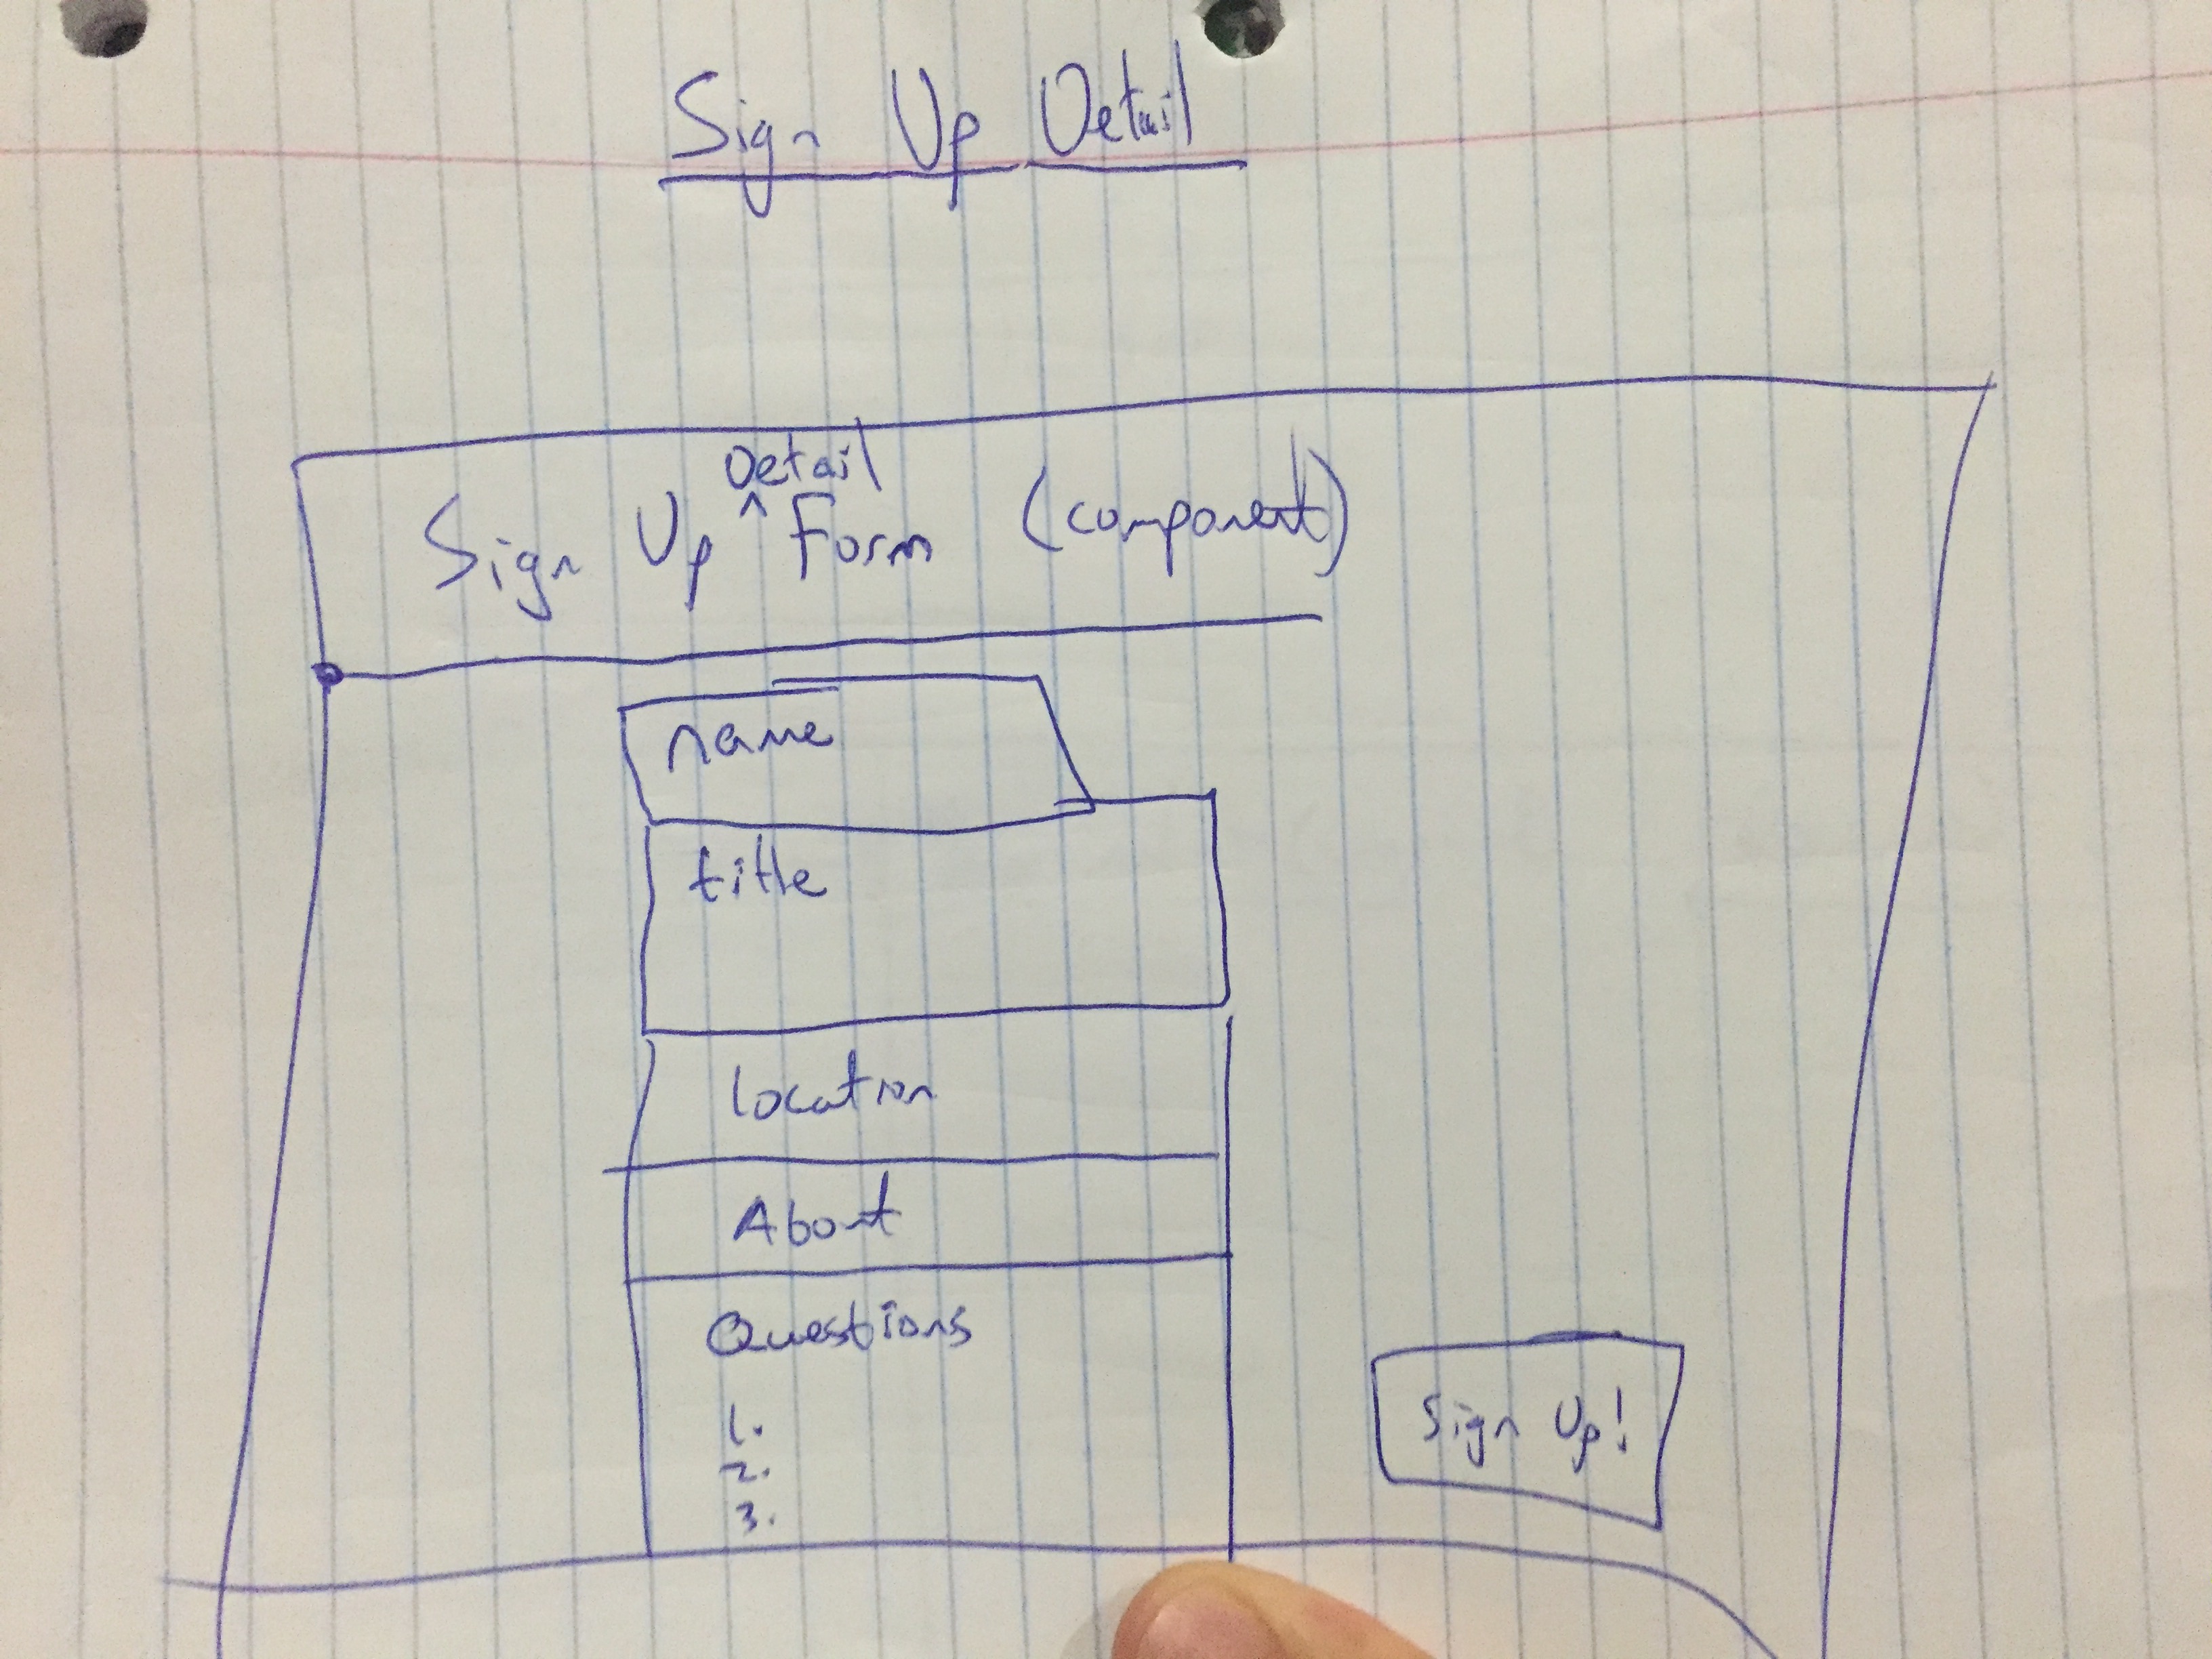 Sign Up Detail
Sign Up Detail Form (component)
name
title
location
About
Questions
1.
2.
3.
Sign Up!